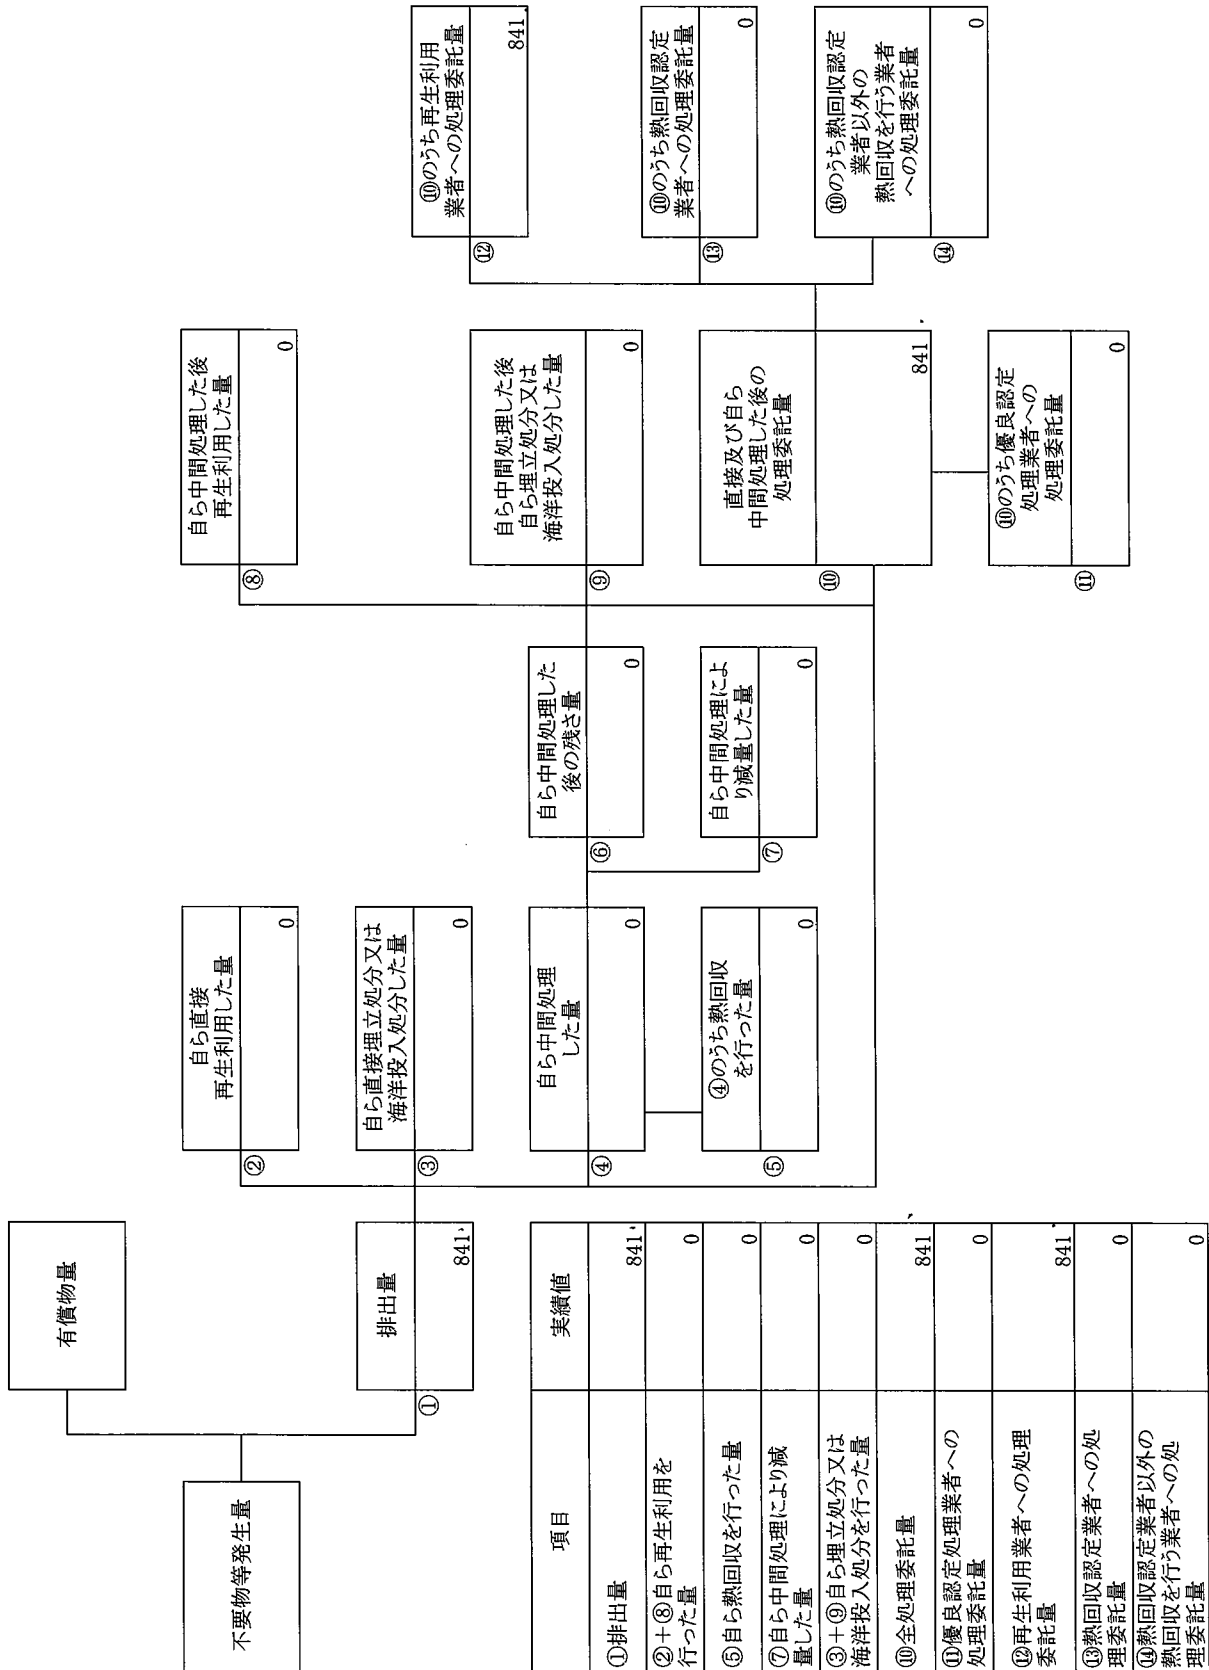 不要物等発生量
有償物量
排出量
①
841
②
自ら直接
再生利用した量
0
③
自ら直接埋立処分又は
海洋投入処分した量
0
④
自ら中間処理
した量
0
⑤
④のうち熱回収
を行った量
0
⑥
自ら中間処理した
後の残さ量
0
⑦
自ら中間処理によ
り減量した量
0
⑧
自ら中間処理した後
再生利用した量
0
⑨
自ら中間処理した後
自ら埋立処分又は
海洋投入処分した量
0
⑩
直接及び自ら
中間処理した後の
処理委託量
841
⑪
⑩のうち優良認定
処理業者への
処理委託量
0
⑫
⑩のうち再生利用
業者への処理委託量
841
⑬
⑩のうち熱回収認定
業者への処理委託量
0
⑭
⑩のうち熱回収認定
業者以外の
熱回収を行う業者
への処理委託量
0
項目 実績値
①排出量 841
②+⑧自ら再生利用を
行った量 0
⑤自ら熱回収を行った量 0
⑦自ら中間処理により減
量した量 0
③+⑨自ら埋立処分又は
海洋投入処分を行った量 0
⑩全処理委託量 841
⑪優良認定処理業者への
処理委託量 0
⑫再生利用業者への処理
委託量 841
⑬熱回収認定業者への処
理委託量 0
⑭熱回収認定業者以外の
熱回収を行う業者への処
理委託量 0